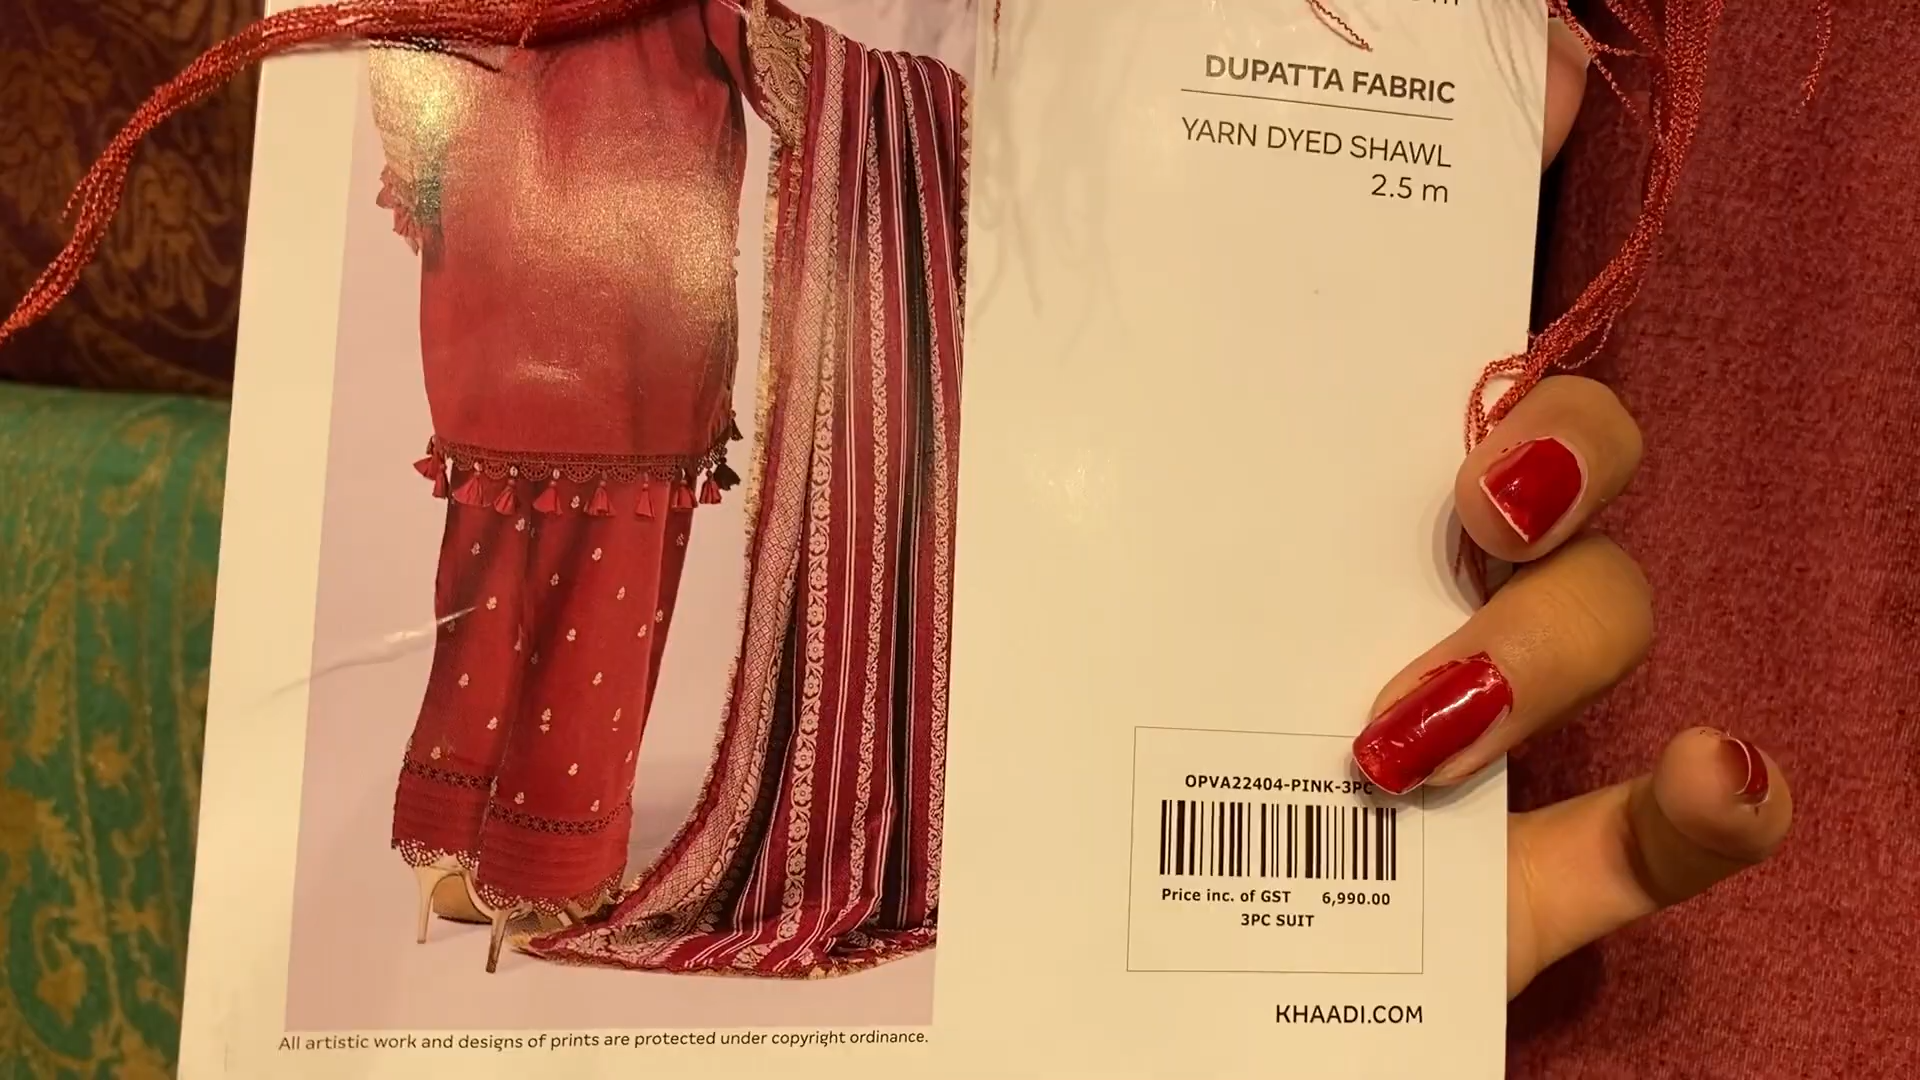 DUPATTA FABRIC
YARN DYED SHAWL
2.5 m
OPVA22404-PINK-3PC
Price inc. of GST 6,990.00
3PC SUIT
KHAADI.COM
All artistic work and designs of prints are protected under copyright ordinance.